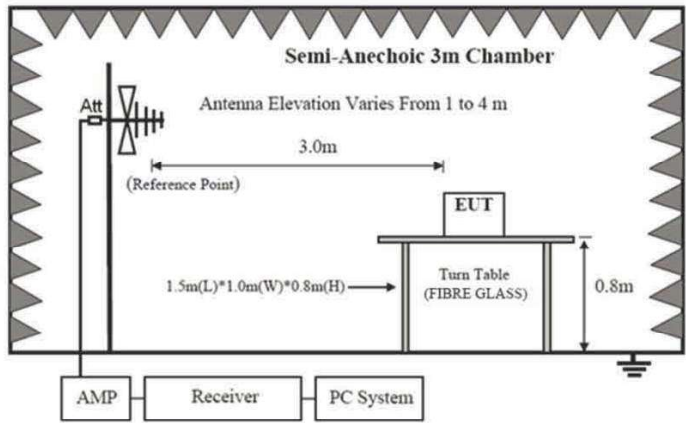 Semi-Anechoic 3m Chamber
Att
Antenna Elevation Varies From 1 to 4 m
3.0m
(Reference Point)
EUT
1.5m(L)*1.0m(W)*0.8m(H)
Turn Table
(FIBRE GLASS)
0.8m
AMP
Receiver
PC System